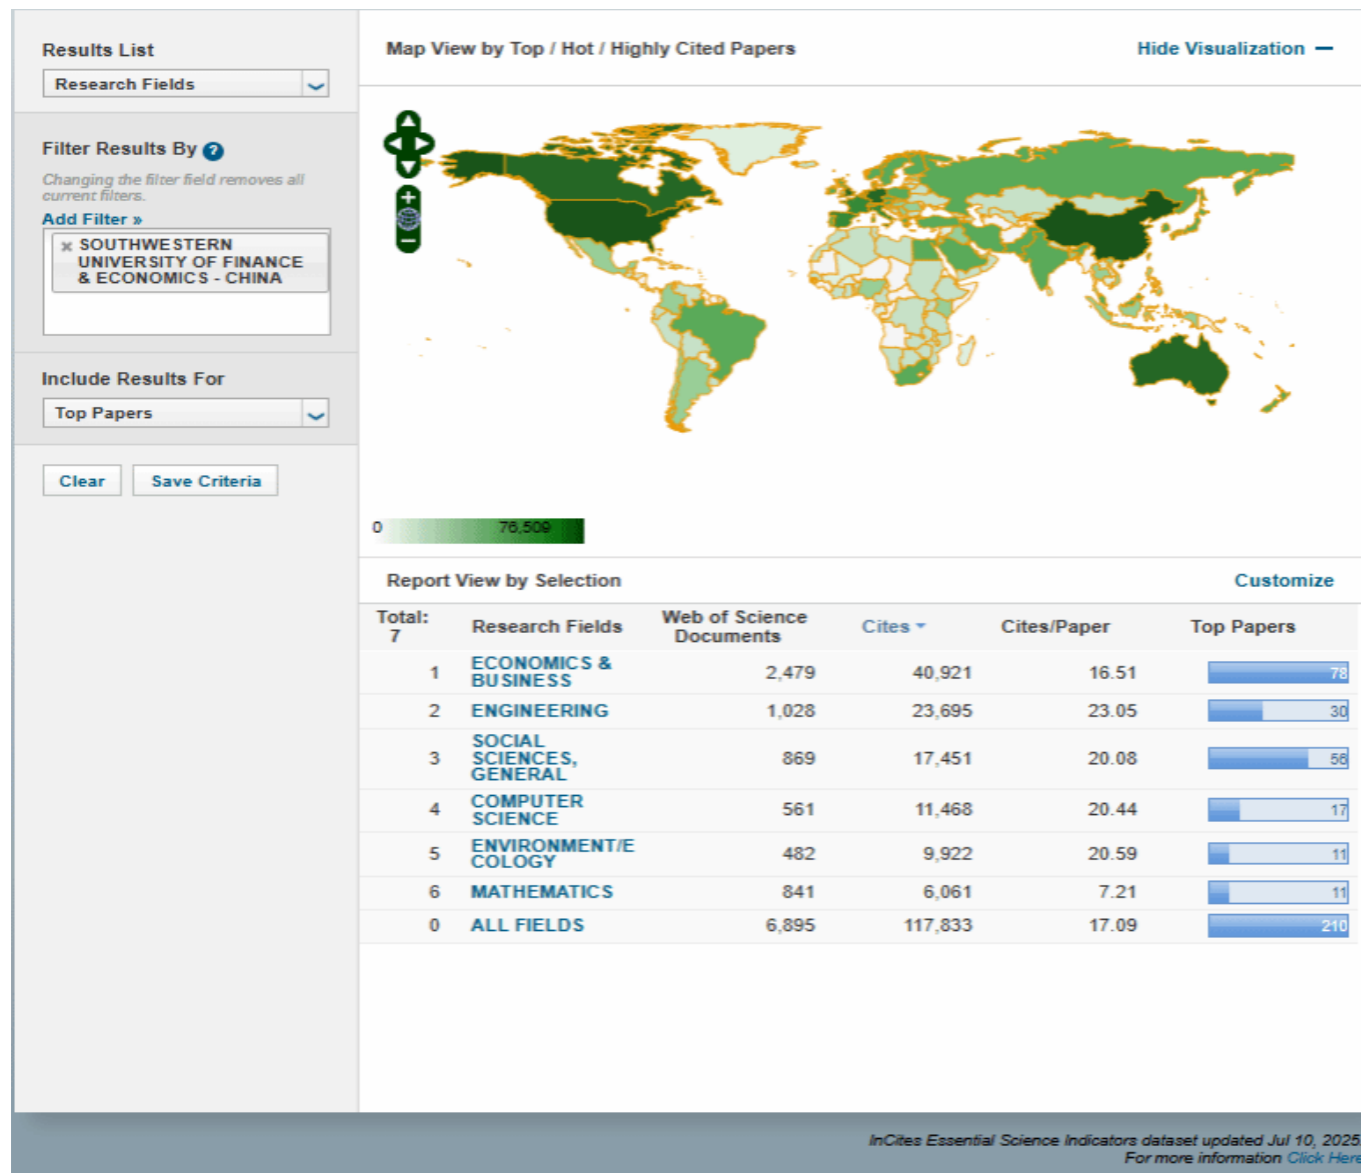 Results List
Research Fields
Filter Results By ?
Changing the filter field removes all
current filters.
Add Filter »
× SOUTHWESTERN
UNIVERSITY OF FINANCE
& ECONOMICS - CHINA
Include Results For
Top Papers
Clear Save Criteria
Map View by Top / Hot / Highly Cited Papers Hide Visualization −
0 76,509
Report View by Selection Customize
Total: 7 Research Fields Web of Science Documents Cites Cites/Paper Top Papers
1 ECONOMICS & BUSINESS 2,479 40,921 16.51 78
2 ENGINEERING 1,028 23,695 23.05 30
3 SOCIAL SCIENCES, GENERAL 869 17,451 20.08 56
4 COMPUTER SCIENCE 561 11,468 20.44 17
5 ENVIRONMENT/E COLOGY 482 9,922 20.59 11
6 MATHEMATICS 841 6,061 7.21 11
0 ALL FIELDS 6,895 117,833 17.09 210
InCites Essential Science Indicators dataset updated Jul 10, 2025.
For more information Click Here